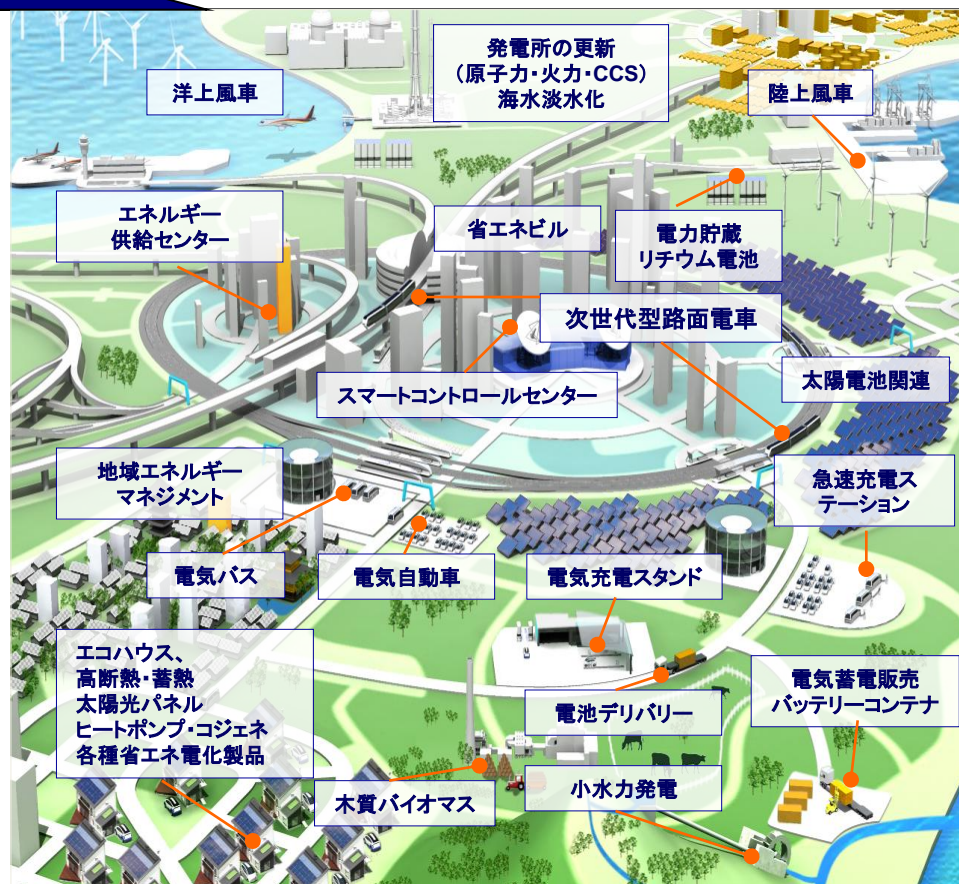 発電所の更新
(原子力・火力・CCS)
海水淡水化
洋上風車
陸上風車
エネルギー
供給センター
省エネビル
電力貯蔵
リチウム電池
次世代型路面電車
スマートコントロールセンター
太陽電池関連
地域エネルギー
マネジメント
急速充電ス
テーション
電気バス
電気自動車
電気充電スタンド
エコハウス、
高断熱・蓄熱
太陽光パネル
ヒートポンプ・コジェネ
各種省エネ電化製品
電池デリバリー
電気蓄電販売
バッテリーコンテナ
木質バイオマス
小水力発電